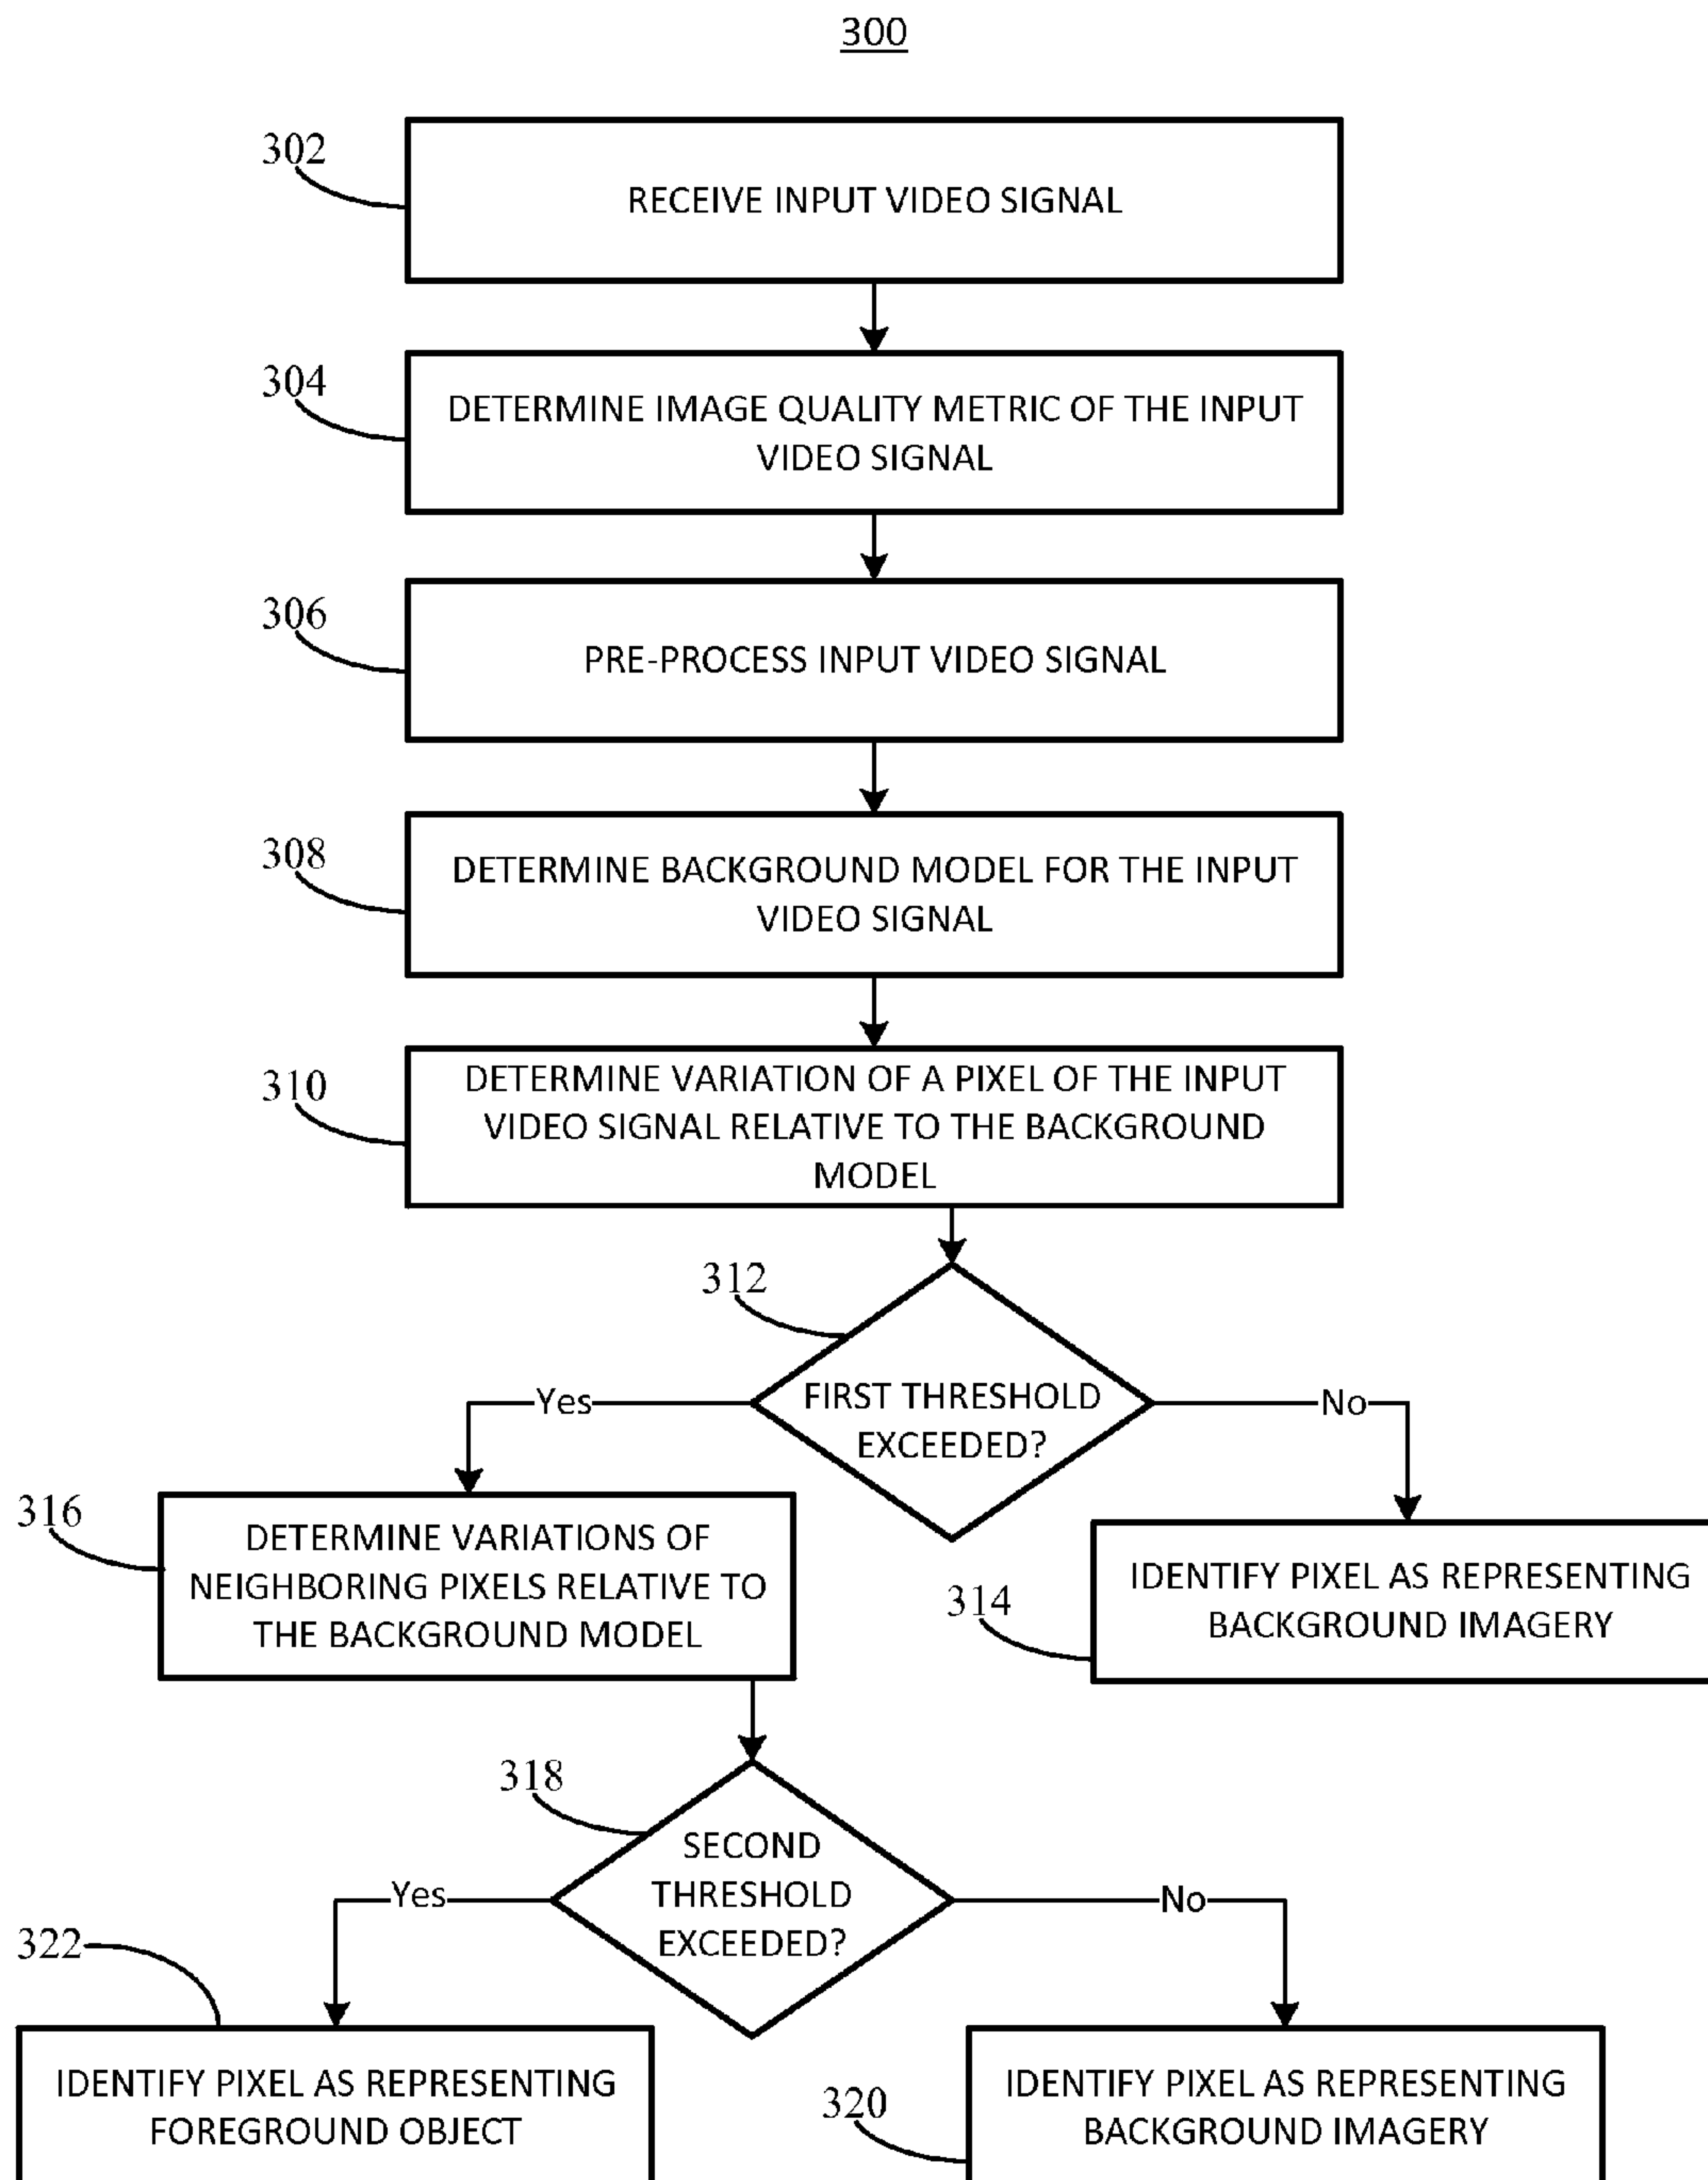 300
302
RECEIVE INPUT VIDEO SIGNAL
304
DETERMINE IMAGE QUALITY METRIC OF THE INPUT
VIDEO SIGNAL
306
PRE-PROCESS INPUT VIDEO SIGNAL
308
DETERMINE BACKGROUND MODEL FOR THE INPUT
VIDEO SIGNAL
310
DETERMINE VARIATION OF A PIXEL OF THE INPUT
VIDEO SIGNAL RELATIVE TO THE BACKGROUND
MODEL
312
FIRST THRESHOLD
EXCEEDED?
Yes
No
316
DETERMINE VARIATIONS OF
NEIGHBORING PIXELS RELATIVE TO
THE BACKGROUND MODEL
314
IDENTIFY PIXEL AS REPRESENTING
BACKGROUND IMAGERY
318
SECOND
THRESHOLD
EXCEEDED?
Yes
No
322
IDENTIFY PIXEL AS REPRESENTING
FOREGROUND OBJECT
320
IDENTIFY PIXEL AS REPRESENTING
BACKGROUND IMAGERY